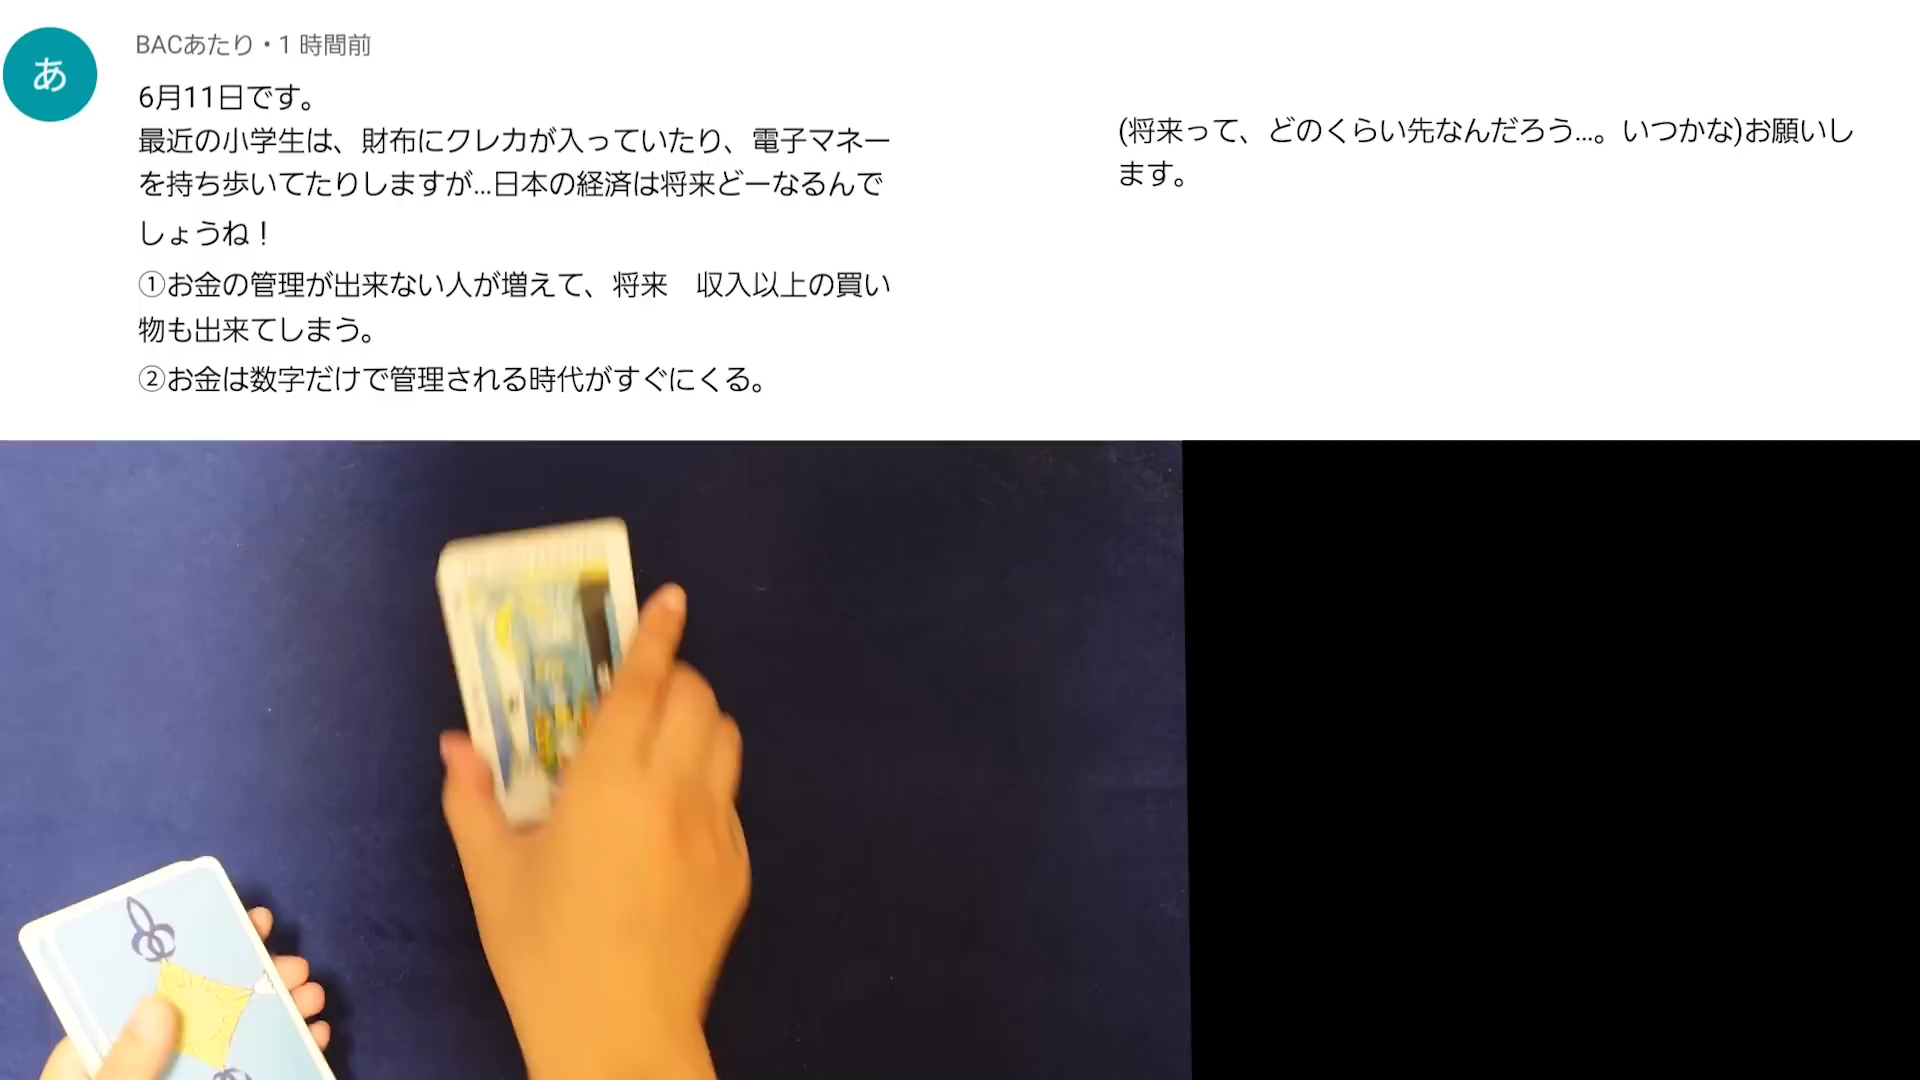 あ
BACあたり・1 時間前
6月11日です。
最近の小学生は、財布にクレカが入っていたり、電子マネー
を持ち歩いてたりしますが...日本の経済は将来どーなるんで
しょうね！
①お金の管理が出来ない人が増えて、将来　収入以上の買い
物も出来てしまう。
②お金は数字だけで管理される時代がすぐにくる。
(将来って、どのくらい先なんだろう...。いつかな)お願いし
ます。